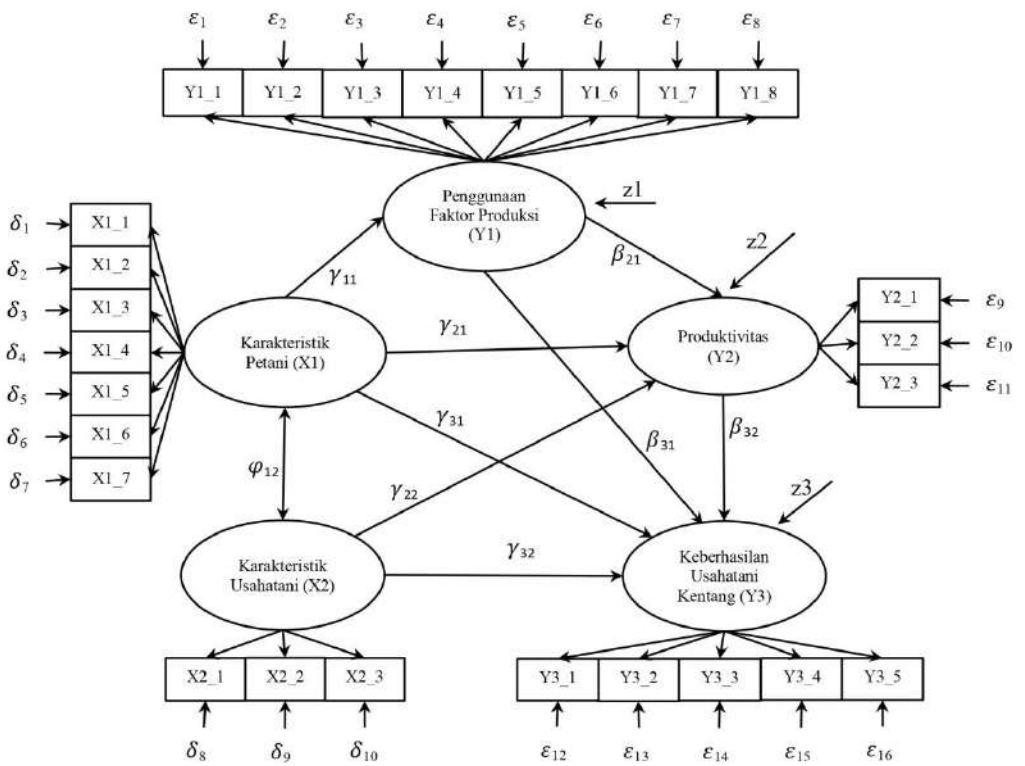 ε1 ε2 ε3 ε4 ε5 ε6 ε7 ε8
Y1_1 Y1_2 Y1_3 Y1_4 Y1_5 Y1_6 Y1_7 Y1_8
Penggunaan
Faktor Produksi
(Y1)
z1
δ1 X1_1
δ2 X1_2
δ3 X1_3
δ4 X1_4
δ5 X1_5
δ6 X1_6
δ7 X1_7
γ11
β21
z2
Karakteristik
Petani (X1)
γ21
Produktivitas
(Y2)
Y2_1 ε9
Y2_2 ε10
Y2_3 ε11
γ31
β31
β32
φ12
γ22
z3
Karakteristik
Usahatani (X2)
γ32
Keberhasilan
Usahatani
Kentang (Y3)
X2_1 X2_2 X2_3
δ8 δ9 δ10
Y3_1 Y3_2 Y3_3 Y3_4 Y3_5
ε12 ε13 ε14 ε15 ε16